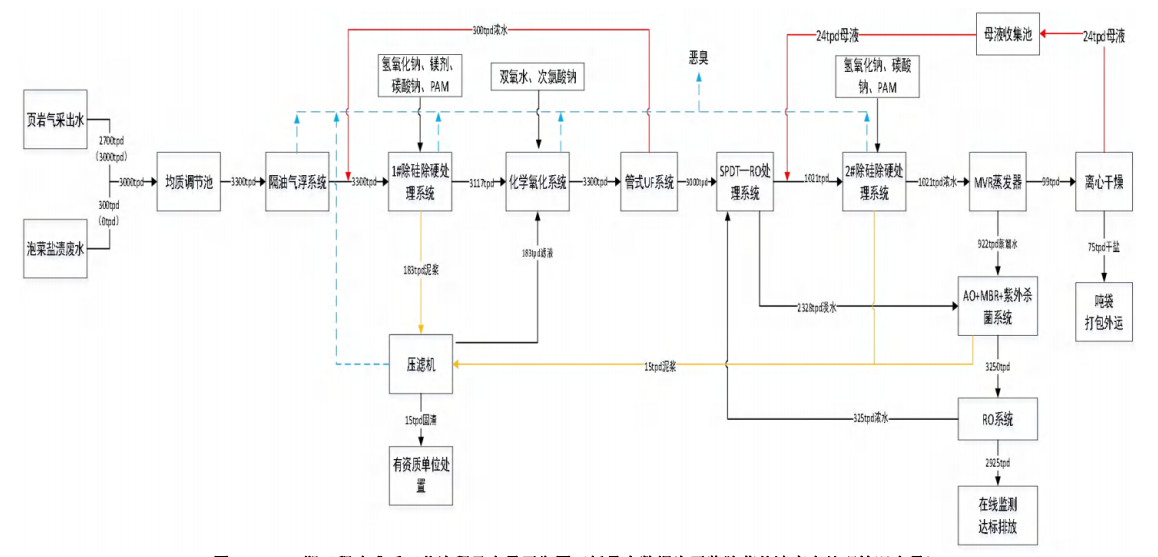 300tpd浓水
24tpd母液
母液收集池
24tpd母液
恶臭
氢氧化钠、镁剂、
碳酸钠、PAM
双氧水、次氯酸钠
氢氧化钠、碳酸
钠、PAM
页岩气采出水
2700tpd
(3000tpd)
3000tpd
300tpd
(0tpd)
泡菜盐渍废水
均质调节池
3300tpd
隔油气浮系统
3300tpd
1#除硅除硬处
理系统
3117tpd
化学氧化系统
3300tpd
管式UF系统
3000tpd
SPDT—RO处
理系统
1021tpd
2#除硅除硬处
理系统
1021tpd浓水
MVR蒸发器
99tpd
离心干燥
183tpd泥浆
183tpd滤液
922tpd蒸馏水
75tpd干盐
2328tpd淡水
AO+MBR+紫外杀
菌系统
吨袋
打包外运
压滤机
15tpd泥浆
3250tpd
15tpd固渣
325tpd浓水
RO系统
有资质单位处
置
2925tpd
在线监测
达标排放